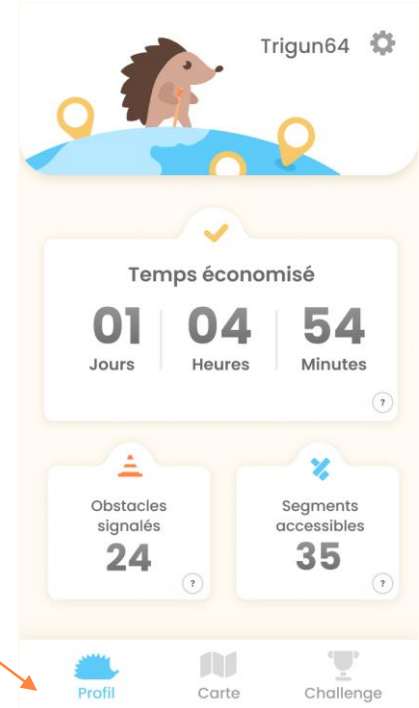 Trigun64
Temps économisé
01 04 54
Jours Heures Minutes
?
Obstacles
signalés
24
?
Segments
accessibles
35
?
Profil Carte Challenge